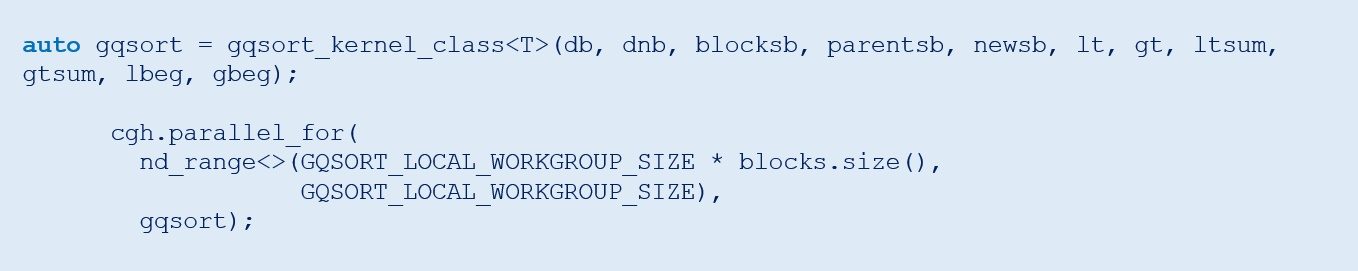 auto gqsort = gqsort_kernel_class<T>(db, dnb, blocksb, parentsb, newsb, lt, gt, ltsum,
gtsum, lbeg, gbeg);
cgh.parallel_for(
nd_range<>(GQSORT_LOCAL_WORKGROUP_SIZE * blocks.size(),
GQSORT_LOCAL_WORKGROUP_SIZE),
gqsort);